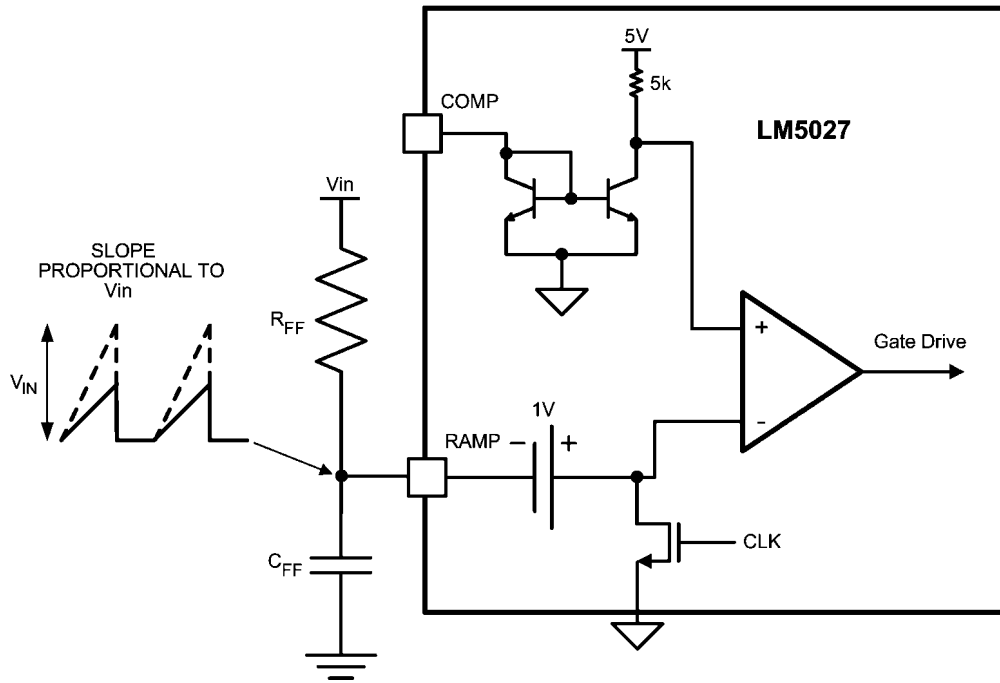 5V
5k
COMP
LM5027
Vin
SLOPE
PROPORTIONAL TO
Vin
RFF
VIN
Gate Drive
+
-
1V
RAMP
- +
CLK
CFF